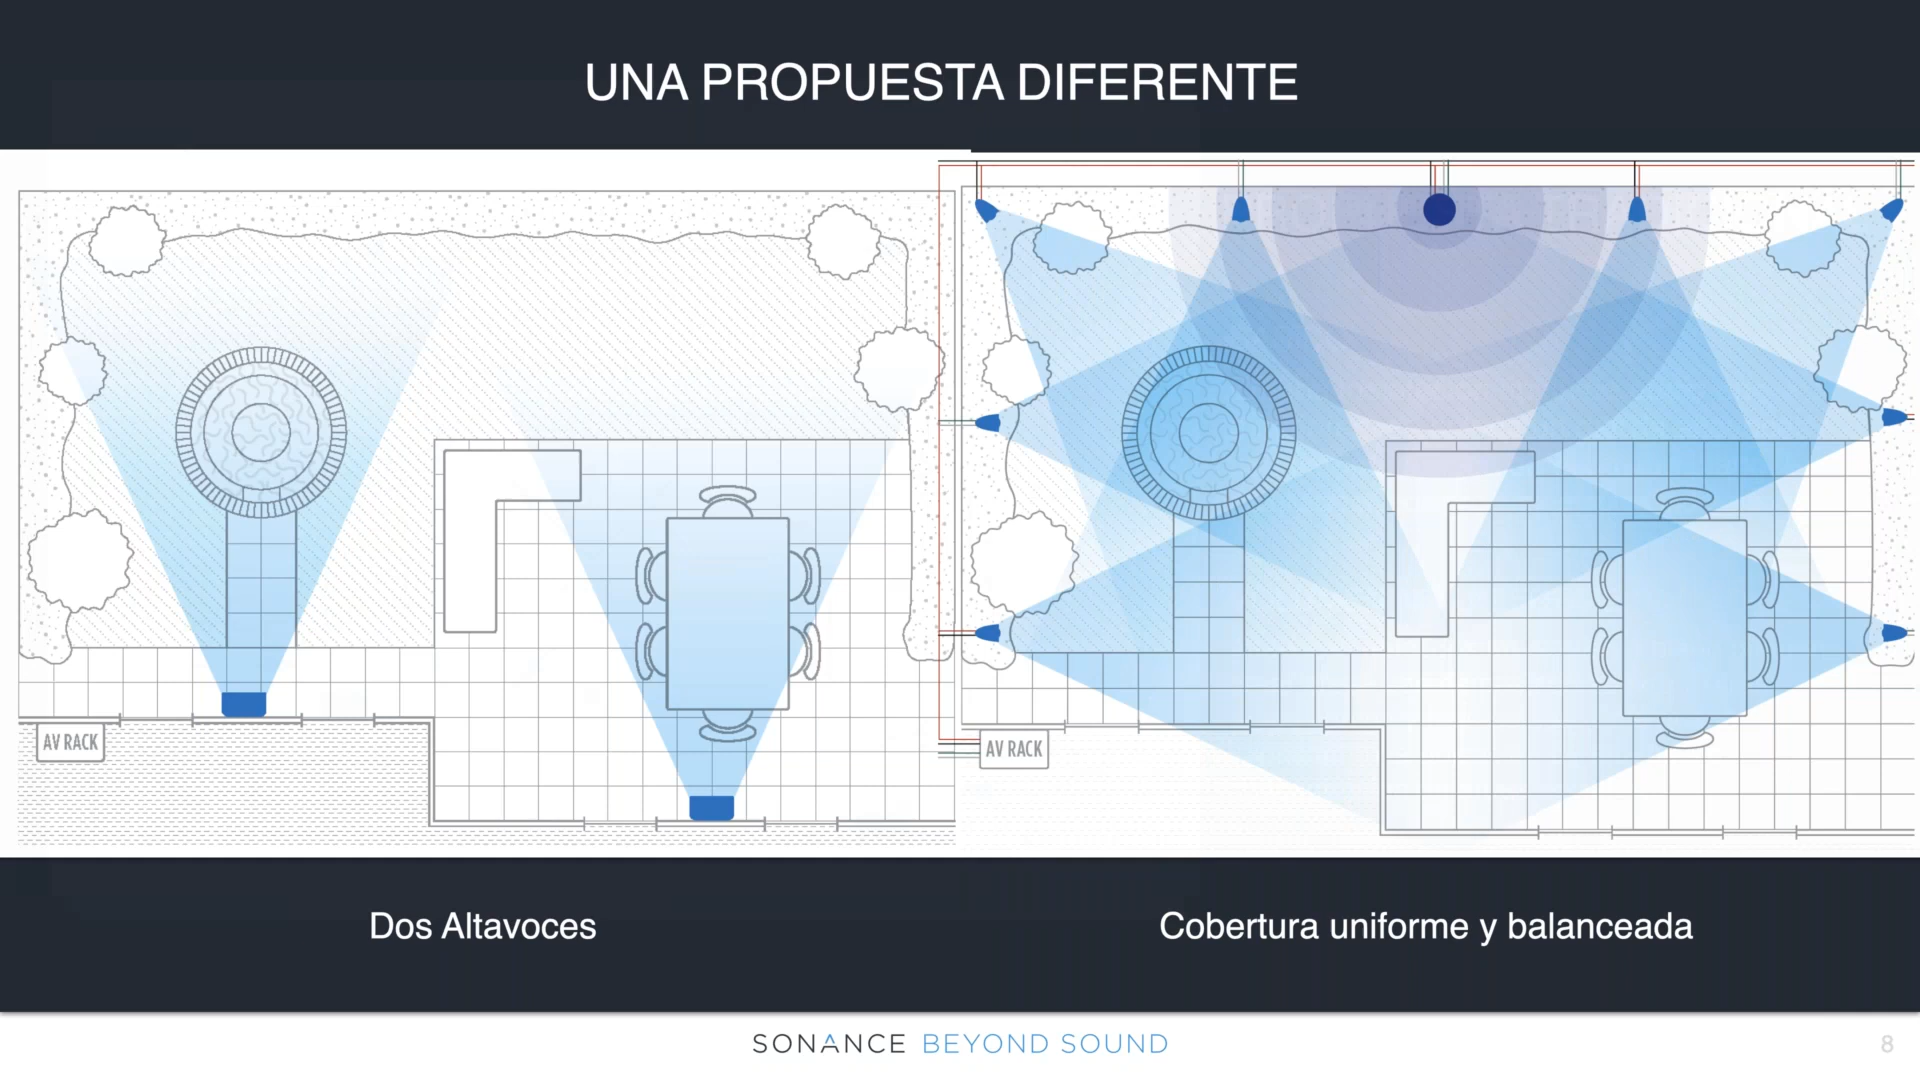 UNA PROPUESTA DIFERENTE
AV RACK
AV RACK
Dos Altavoces
Cobertura uniforme y balanceada
SONANCE BEYOND SOUND
8